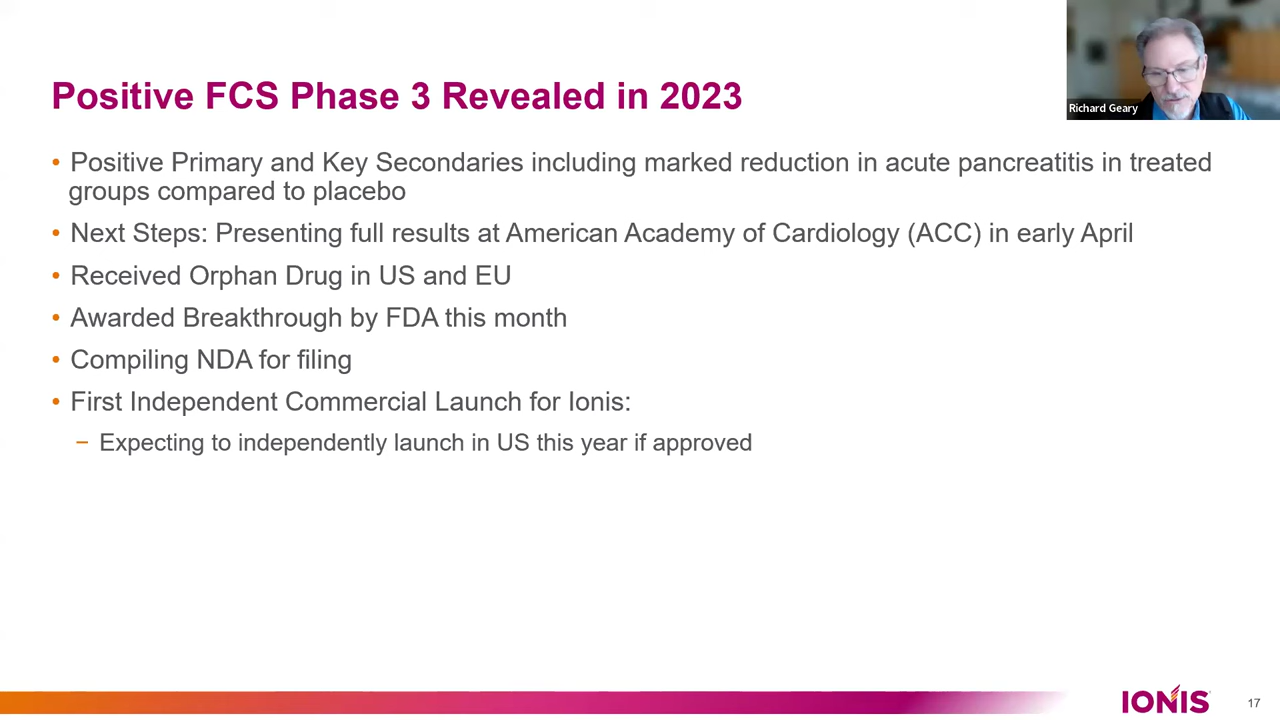 Positive FCS Phase 3 Revealed in 2023
Richard Geary
• Positive Primary and Key Secondaries including marked reduction in acute pancreatitis in treated
groups compared to placebo
• Next Steps: Presenting full results at American Academy of Cardiology (ACC) in early April
• Received Orphan Drug in US and EU
• Awarded Breakthrough by FDA this month
• Compiling NDA for filing
• First Independent Commercial Launch for Ionis:
− Expecting to independently launch in US this year if approved
IONIS
17